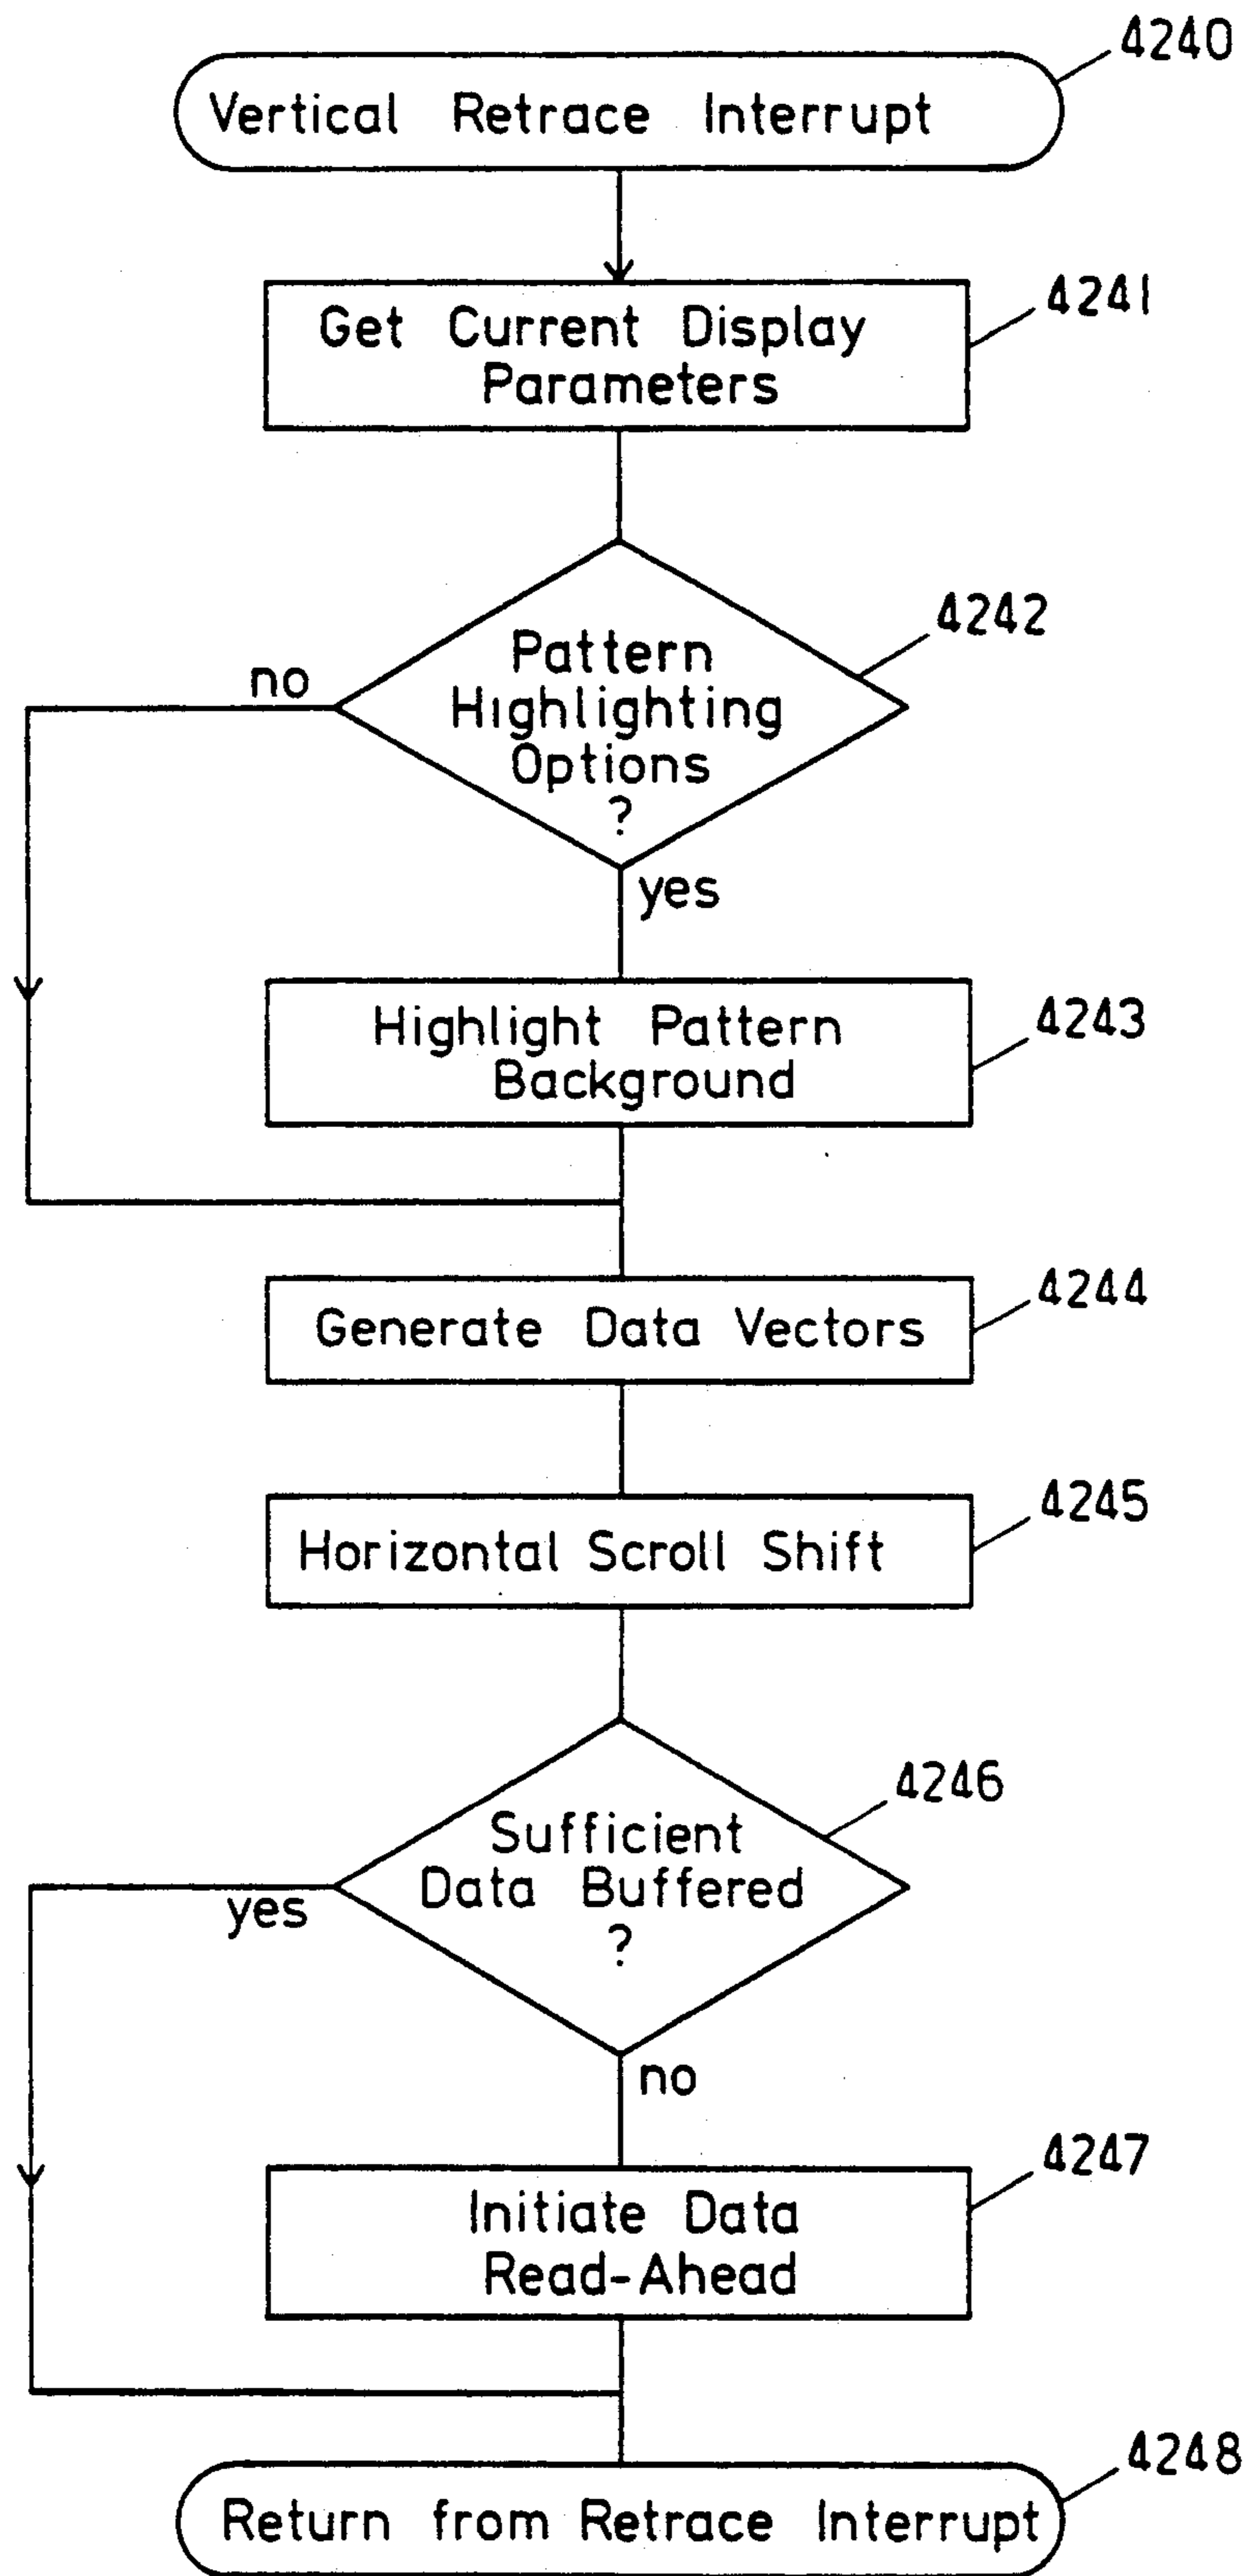 4240
Vertical Retrace Interrupt
4241
Get Current Display
Parameters
4242
Pattern
Highlighting
Options
?
no
yes
4243
Highlight Pattern
Background
4244
Generate Data Vectors
4245
Horizontal Scroll Shift
4246
Sufficient
Data Buffered
?
yes
no
4247
Initiate Data
Read-Ahead
4248
Return from Retrace Interrupt